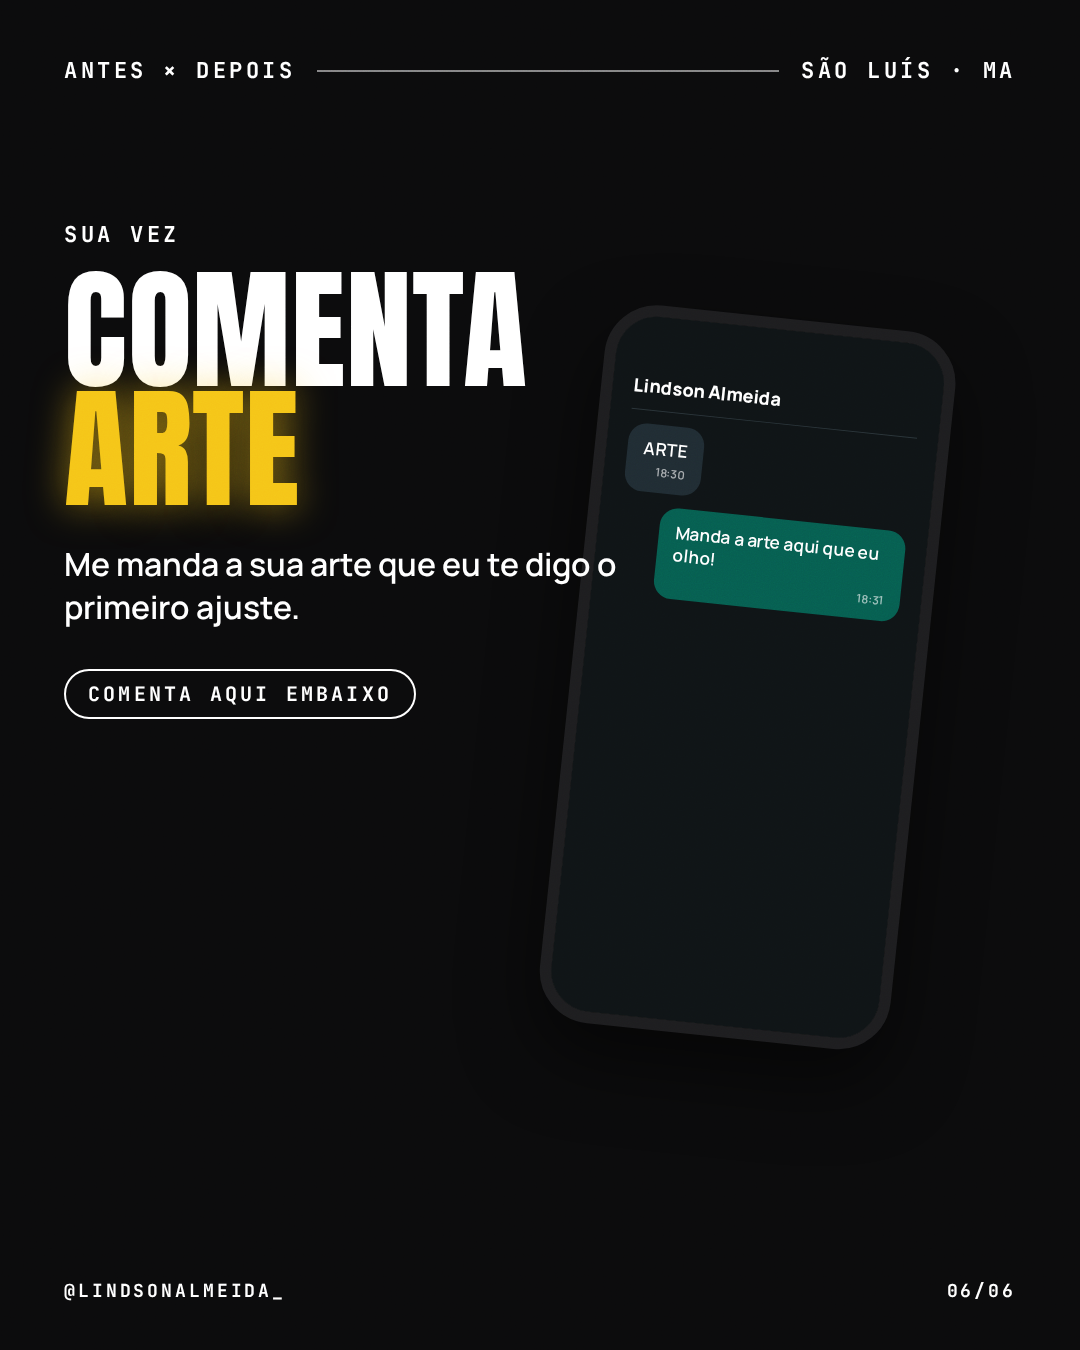 ANTES × DEPOIS
SÃO LUÍS · MA
SUA VEZ
COMENTA
ARTE
Me manda a sua arte que eu te digo o
primeiro ajuste.
COMENTA AQUI EMBAIXO
Lindson Almeida
ARTE
18:30
Manda a arte aqui que eu
olho!
18:31
@LINDSONALMEIDA_
06/06